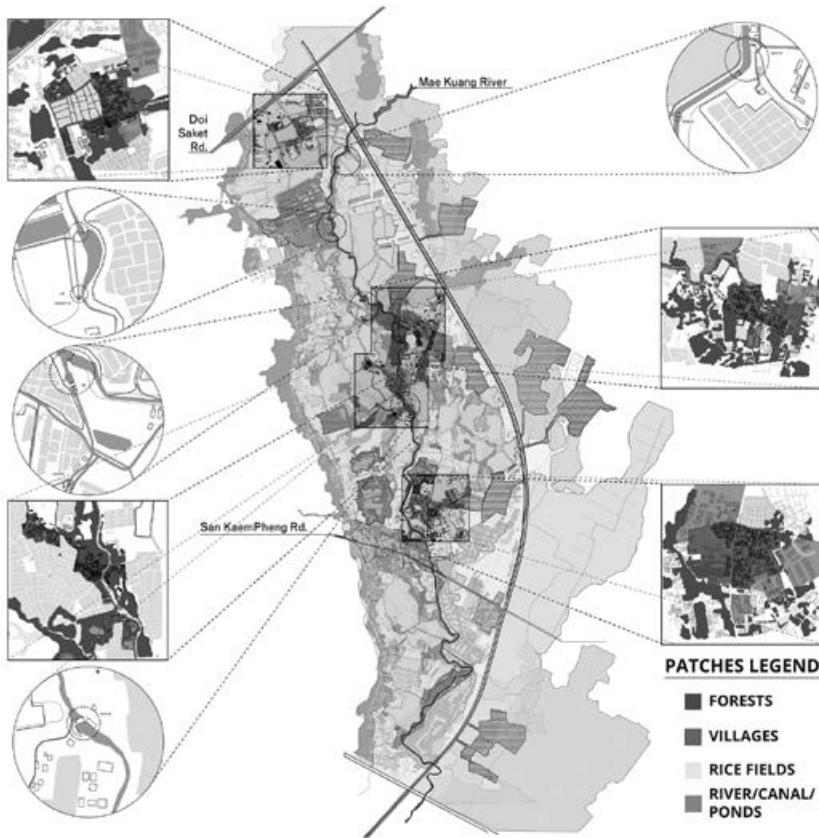 Mae Kuang River
Doi
Saket
Rd.
San KaemPheng Rd.
PATCHES LEGEND
FORESTS
VILLAGES
RICE FIELDS
RIVER/CANAL/
PONDS